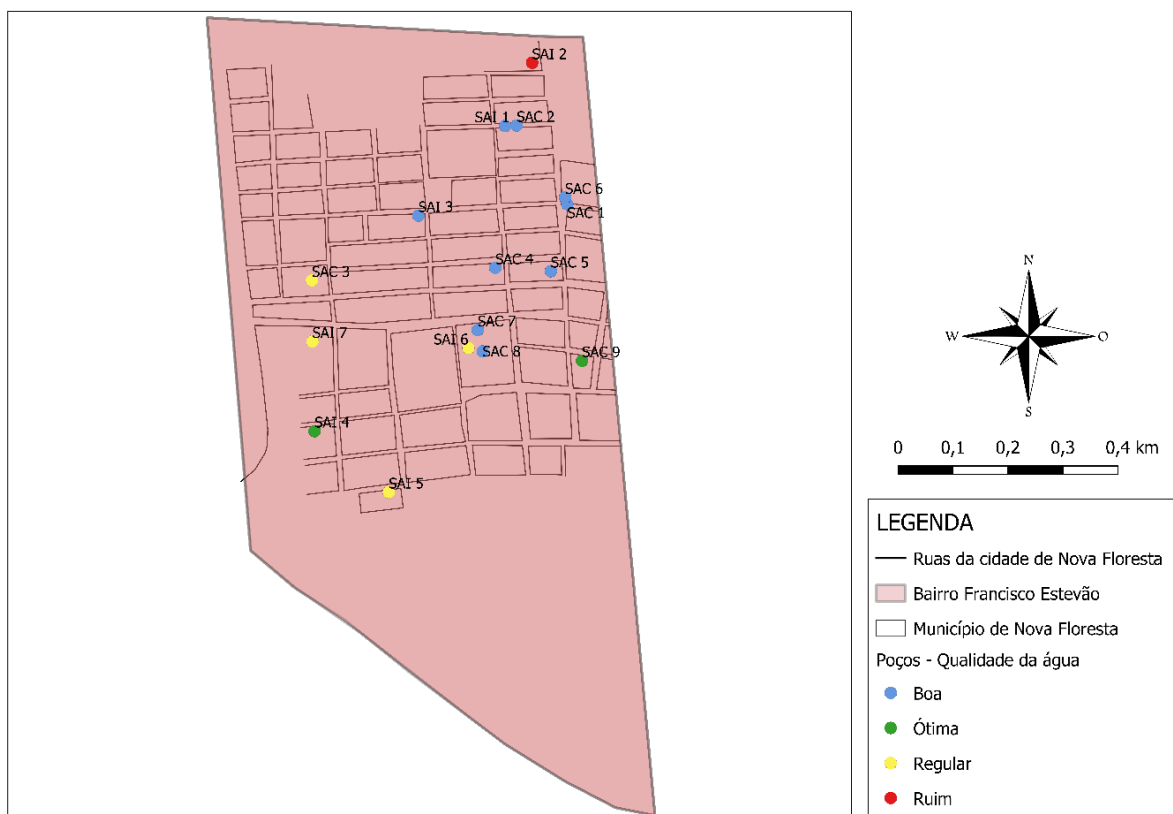 SAI 2
SAI 1 SAC 2
SAC 6
SAC 1
SAI 3
SAC 4
SAC 5
SAC 3
SAC 7
SAI 7
SAI 6
SAC 8
SAC 9
SAI 4
SAI 5
N
W O
S
0 0,1 0,2 0,3 0,4 km
LEGENDA
Ruas da cidade de Nova Floresta
Bairro Francisco Estevão
Município de Nova Floresta
Poços - Qualidade da água
Boa
Ótima
Regular
Ruim